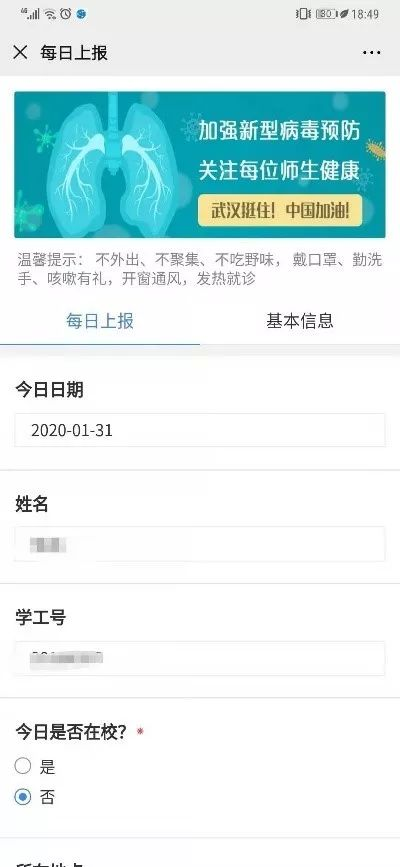 4G
80
18:49
每日上报
加强新型病毒预防
关注每位师生健康
武汉挺住！中国加油！
温馨提示： 不外出、不聚集、不吃野味， 戴口罩、勤洗
手、咳嗽有礼，开窗通风，发热就诊
每日上报
基本信息
今日日期
2020-01-31
姓名
学工号
今日是否在校？ *
是
否